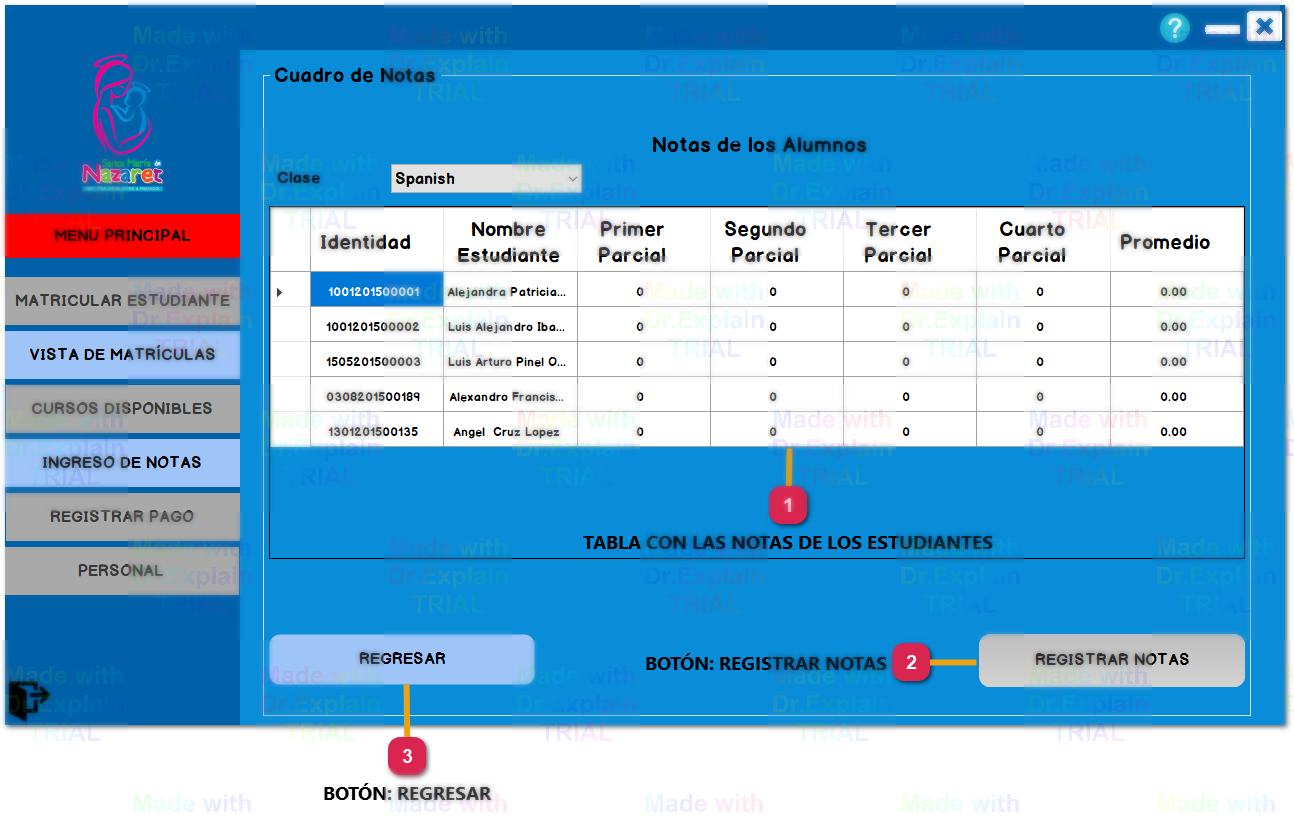 ?
Santa María de
Nazaret
MENU PRINCIPAL
MATRICULAR ESTUDIANTE
VISTA DE MATRÍCULAS
CURSOS DISPONIBLES
INGRESO DE NOTAS
REGISTRAR PAGO
PERSONAL
Cuadro de Notas
Notas de los Alumnos
Clase Spanish
Identidad Nombre Estudiante Primer Parcial Segundo Parcial Tercer Parcial Cuarto Parcial Promedio
1001201500001 Alejandra Patricia... 0 0 0 0 0.00
1001201500002 Luis Alejandro Iba... 0 0 0 0 0.00
1505201500003 Luis Arturo Pinel O... 0 0 0 0 0.00
0308201500189 Alexandro Francis... 0 0 0 0 0.00
1301201500135 Angel Cruz Lopez 0 0 0 0 0.00
1
TABLA CON LAS NOTAS DE LOS ESTUDIANTES
REGRESAR
BOTÓN: REGISTRAR NOTAS 2
REGISTRAR NOTAS
3
BOTÓN: REGRESAR
Made with
Dr.Explain
TRIAL